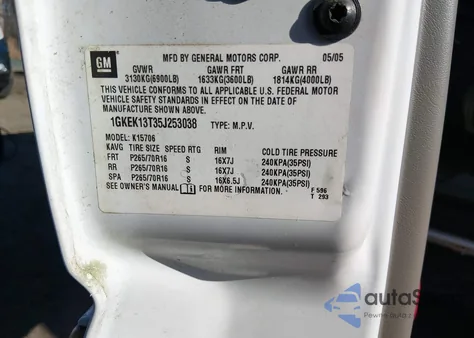 GM
MFD BY GENERAL MOTORS CORP. 05/05
GVWR GAWR FRT GAWR RR
3130KG(6900LB) 1633KG(3600LB) 1814KG(4000LB)
THIS VEHICLE CONFORMS TO ALL APPLICABLE U.S. FEDERAL MOTOR
VEHICLE SAFETY STANDARDS IN EFFECT ON THE DATE OF
MANUFACTURE SHOWN ABOVE.
1GKEK13T35J253038 TYPE: M.P.V.
MODEL: K15706
KAVG TIRE SIZE SPEED RTG RIM COLD TIRE PRESSURE
FRT P265/70R16 S 16X7J 240KPA(35PSI)
RR P265/70R16 S 16X7J 240KPA(35PSI)
SPA P265/70R16 S 16X6.5J 240KPA(35PSI)
SEE OWNER'S MANUAL FOR MORE INFORMATION.
F 596
T 293